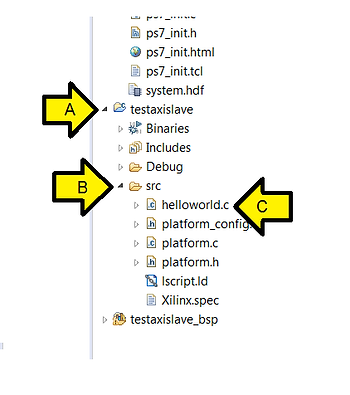 ps7_init.c
ps7_init.h
ps7_init.html
ps7_init.tcl
system.hdf
A
testaxislave
Binaries
Includes
Debug
B
src
helloworld.c
C
platform_config
platform.c
platform.h
lscript.ld
Xilinx.spec
testaxislave_bsp